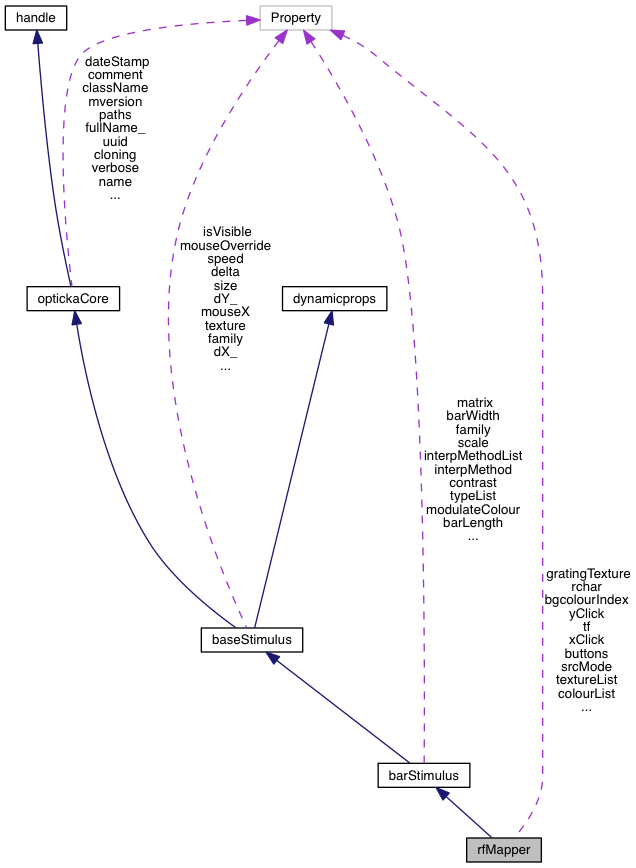 handle
Property
dateStamp
comment
className
mversion
paths
fullName_
uuid
cloning
verbose
name
...
isVisible
mouseOverride
speed
delta
size
dY_
mouseX
texture
family
dX_
...
optickaCore
dynamicprops
matrix
barWidth
family
scale
interpMethodList
interpMethod
contrast
typeList
modulateColour
barLength
...
gratingTexture
rchar
bgcolourIndex
yClick
tf
xClick
buttons
srcMode
textureList
colourList
...
baseStimulus
barStimulus
rfMapper